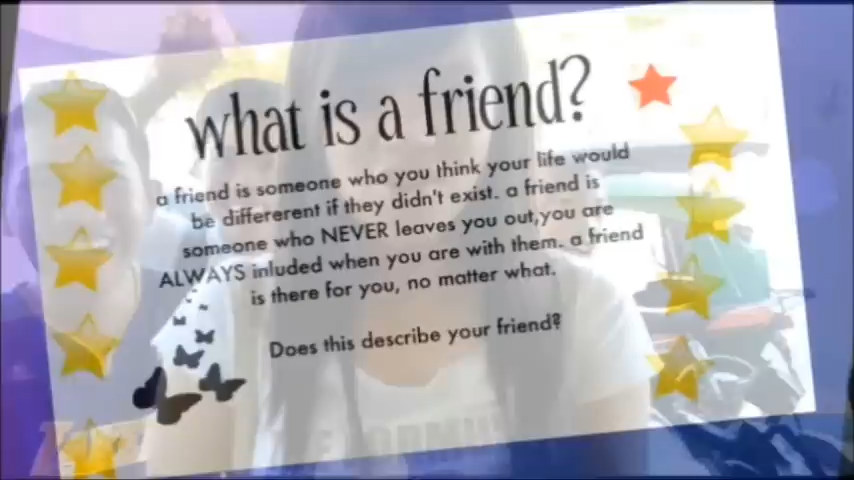 what is a friend?
a friend is someone who you think your life would
be differerent if they didn't exist. a friend is
someone who NEVER leaves you out,you are
ALWAYS inluded when you are with them. a friend
is there for you, no matter what.
Does this describe your friend?